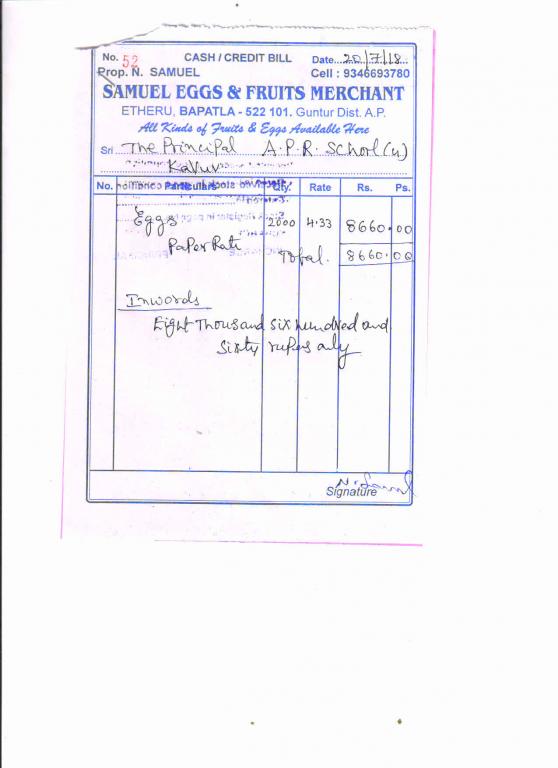 No. 52 CASH / CREDIT BILL Date...20/7/18...
Prop. N. SAMUEL Cell : 9346693780
SAMUEL EGGS & FRUITS MERCHANT
ETHERU, BAPATLA - 522 101. Guntur Dist. A.P.
All Kinds of Fruits & Eggs Available Here
Sri The Principal A.P.R. School (U)
Kavuru
No. Particulars Qty. Rate Rs. Ps.
Eggs 2000 4.33 8660.00
Paper Rate Total. 8660.00
Inwords
Eight Thousand six hundred and
sixty rupees only
Signature